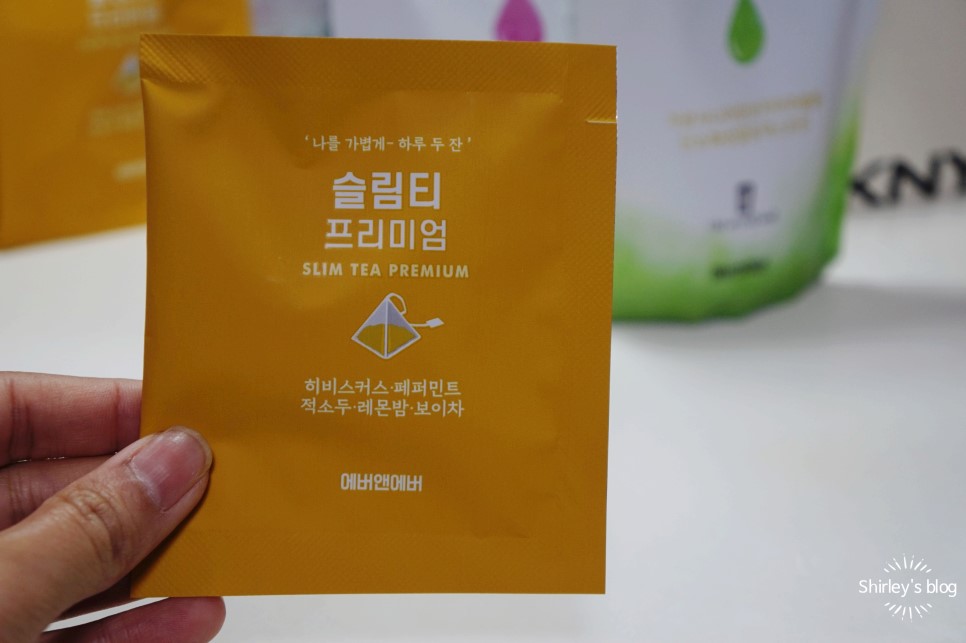 '나를 가볍게- 하루 두 잔'
슬림티
프리미엄
SLIM TEA PREMIUM
히비스커스·페퍼민트
적소두·레몬밤·보이차
에버앤에버
KNY
Shirley's blog